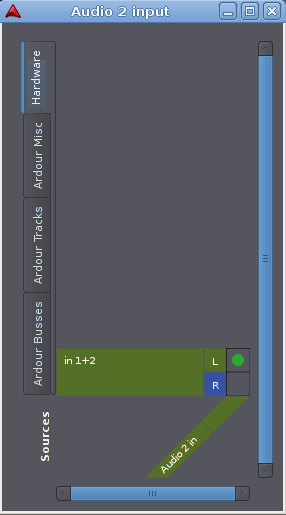 Audio 2 input
Hardware
Ardour Misc
Ardour Tracks
Ardour Busses
Sources
in 1+2
L
R
Audio 2 in